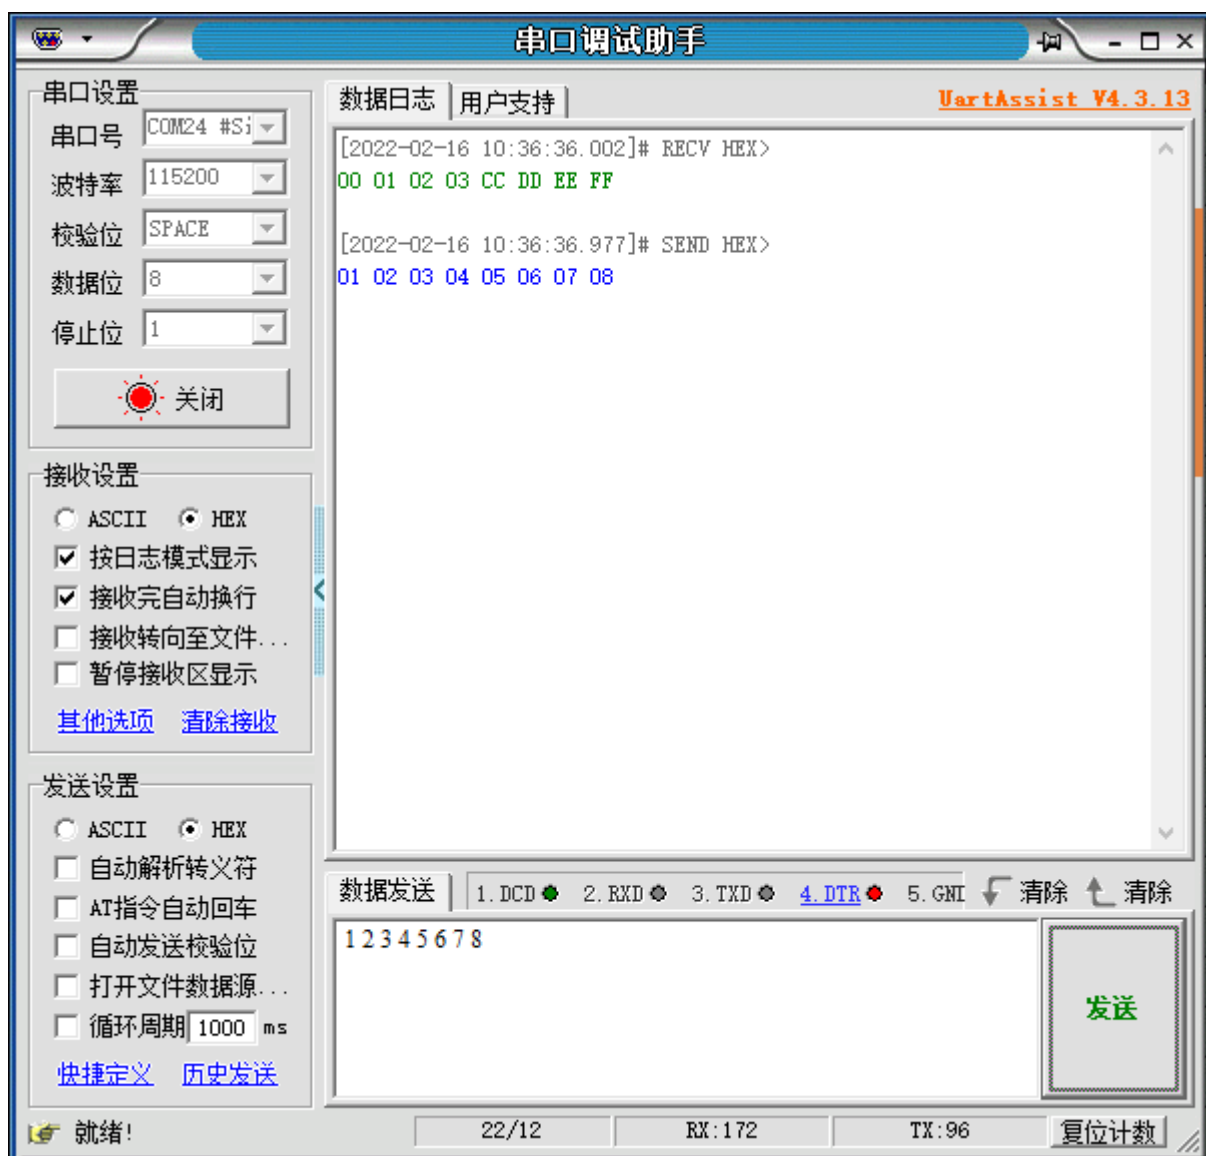 串口调试助手
串口设置
串口号 COM24 #Si
波特率 115200
校验位 SPACE
数据位 8
停止位 1
关闭
接收设置
ASCII HEX
按日志模式显示
接收完自动换行
接收转向至文件...
暂停接收区显示
其他选项 清除接收
发送设置
ASCII HEX
自动解析转义符
AT指令自动回车
自动发送校验位
打开文件数据源...
循环周期 1000 ms
快捷定义 历史发送
数据日志 用户支持 UartAssist V4.3.13
[2022-02-16 10:36:36.002]# RECV HEX>
00 01 02 03 CC DD EE FF
[2022-02-16 10:36:36.977]# SEND HEX>
01 02 03 04 05 06 07 08
数据发送 1.DCD 2.RXD 3.TXD 4.DTR 5.GND 清除 清除
1 2 3 4 5 6 7 8
发送
就绪! 22/12 RX:172 TX:96 复位计数